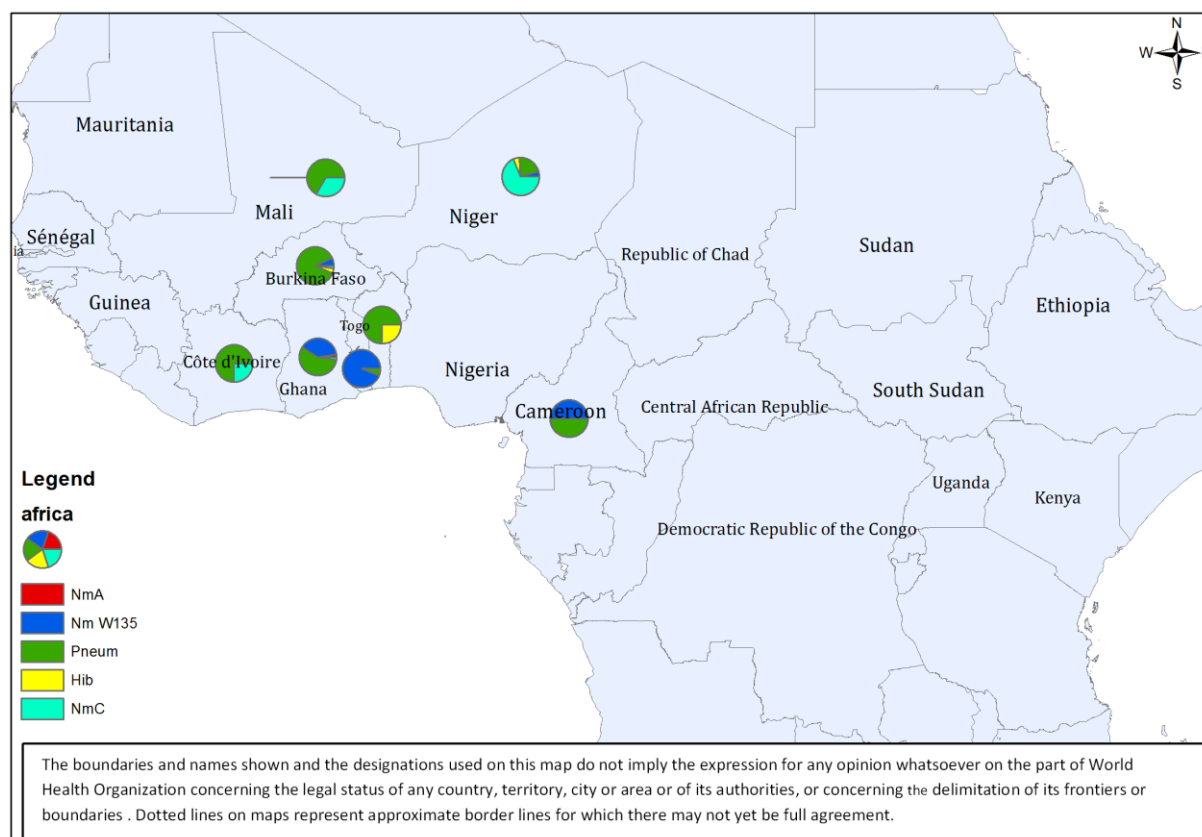 N
W
S
Mauritania
Mali
Niger
Sénégal
ia
Republic of Chad
Sudan
Burkina Faso
Guinea
Ethiopia
Togo
Côte d'Ivoire
Ghana
Nigeria
South Sudan
Cameroon
Central African Republic
Uganda
Kenya
Democratic Republic of the Congo
Legend
africa
NmA
Nm W135
Pneum
Hib
NmC
The boundaries and names shown and the designations used on this map do not imply the expression for any opinion whatsoever on the part of World
Health Organization concerning the legal status of any country, territory, city or area or of its authorities, or concerning the delimitation of its frontiers or
boundaries . Dotted lines on maps represent approximate border lines for which there may not yet be full agreement.